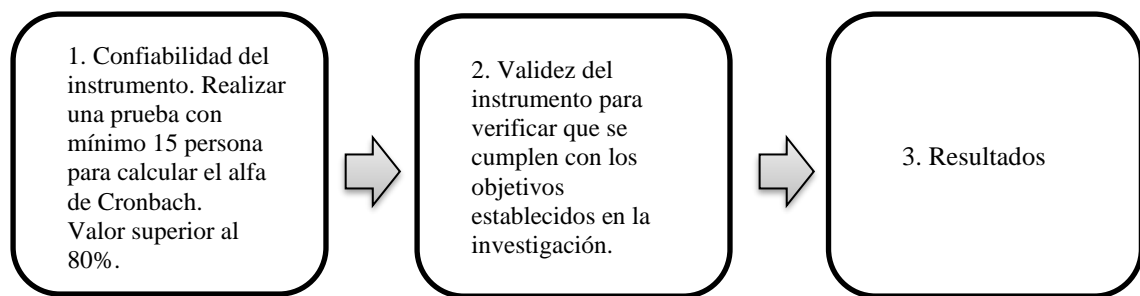 1. Confiabilidad del
instrumento. Realizar
una prueba con
mínimo 15 persona
para calcular el alfa
de Cronbach.
Valor superior al
80%.
2. Validez del
instrumento para
verificar que se
cumplen con los
objetivos
establecidos en la
investigación.
3. Resultados